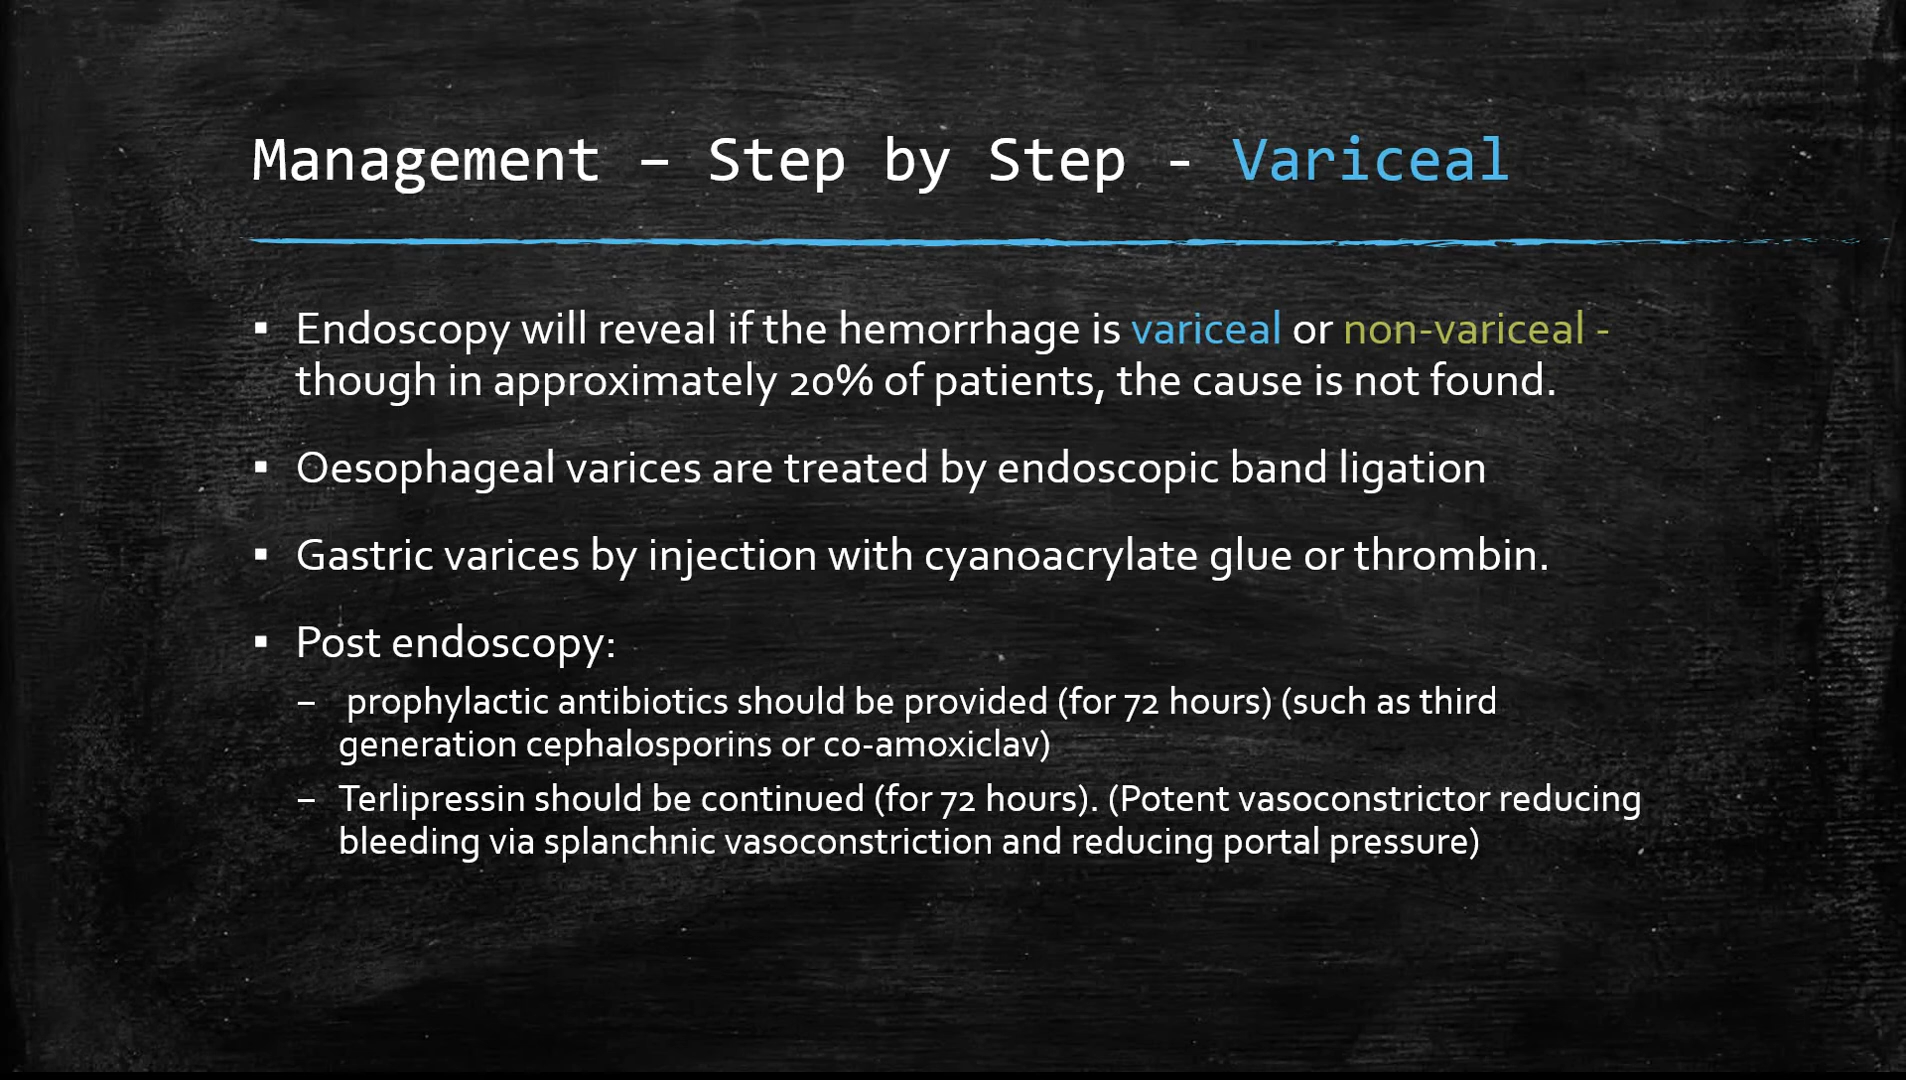 Management – Step by Step - Variceal
▪ Endoscopy will reveal if the hemorrhage is variceal or non-variceal -
though in approximately 20% of patients, the cause is not found.
▪ Oesophageal varices are treated by endoscopic band ligation
▪ Gastric varices by injection with cyanoacrylate glue or thrombin.
▪ Post endoscopy:
– prophylactic antibiotics should be provided (for 72 hours) (such as third
generation cephalosporins or co-amoxiclav)
– Terlipressin should be continued (for 72 hours). (Potent vasoconstrictor reducing
bleeding via splanchnic vasoconstriction and reducing portal pressure)